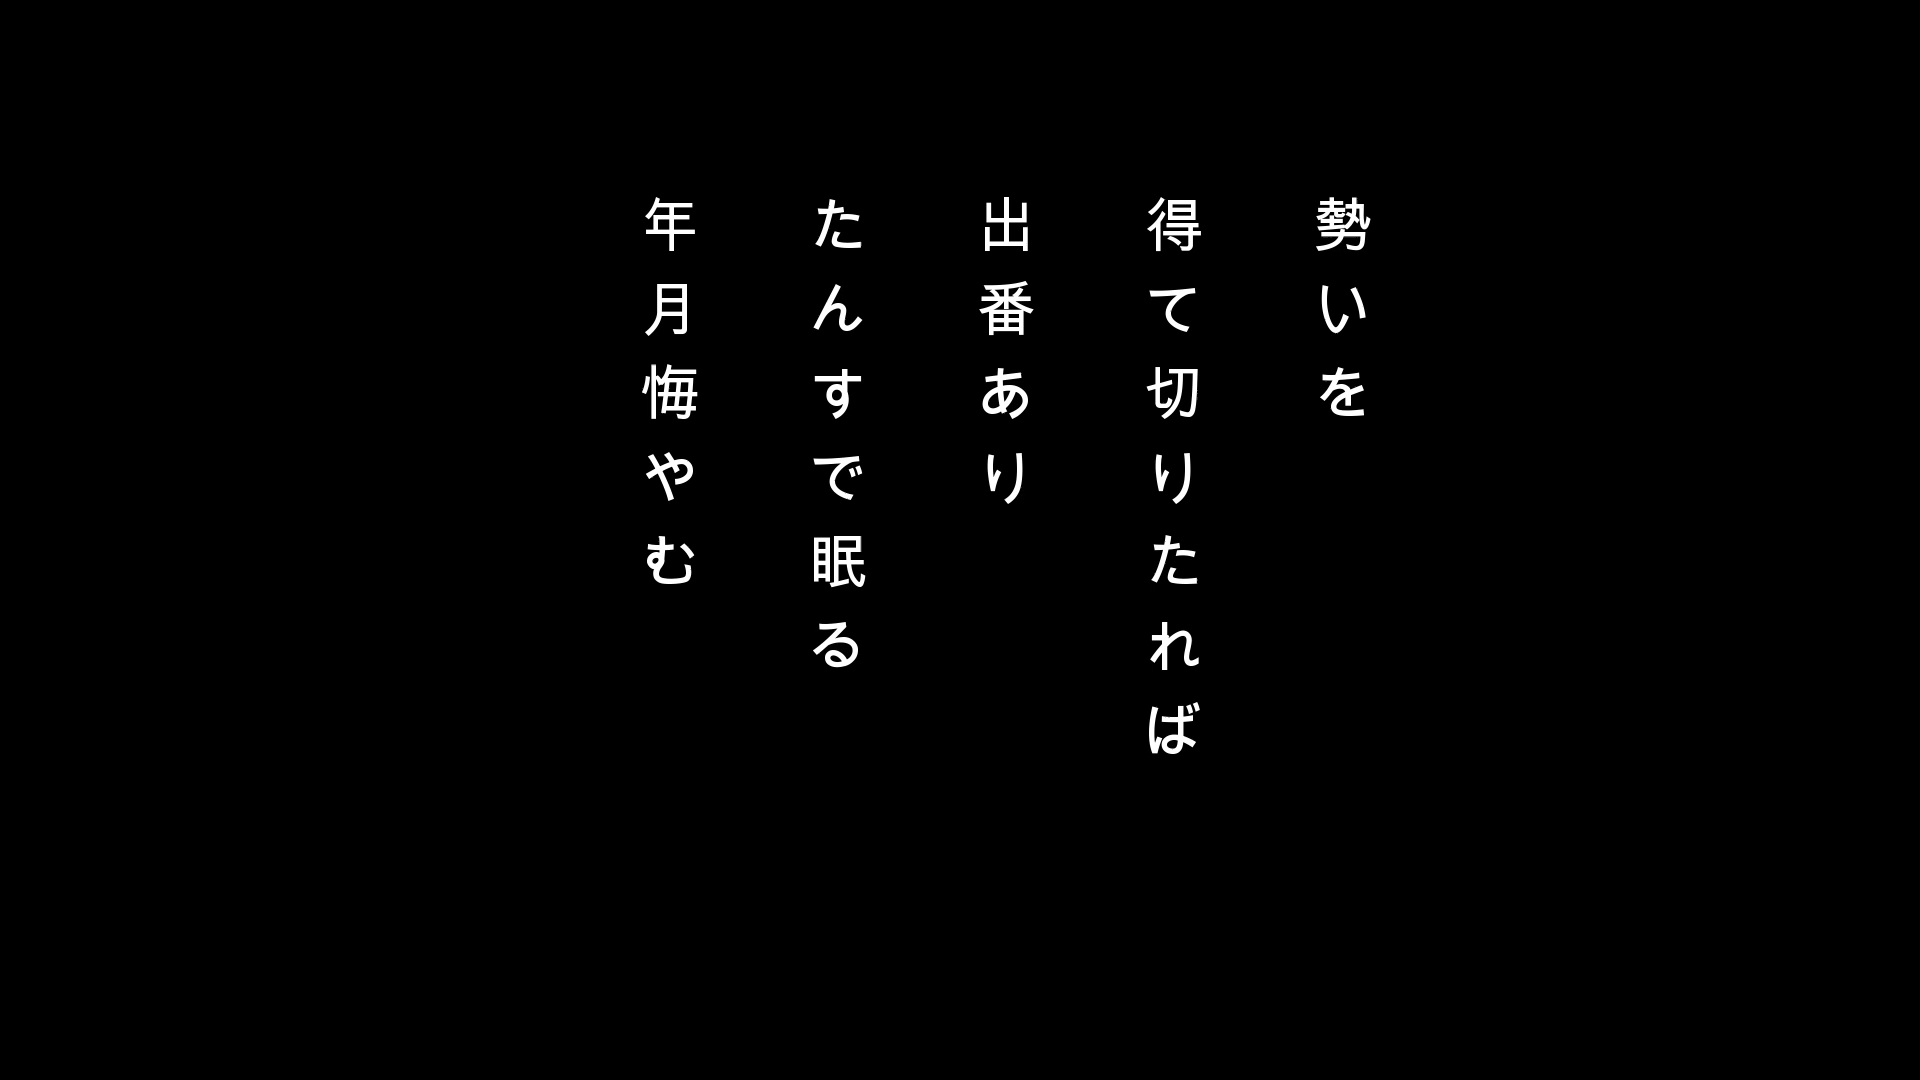 勢いを
得て切りたれば
出番あり
たんすで眠る
年月悔やむ